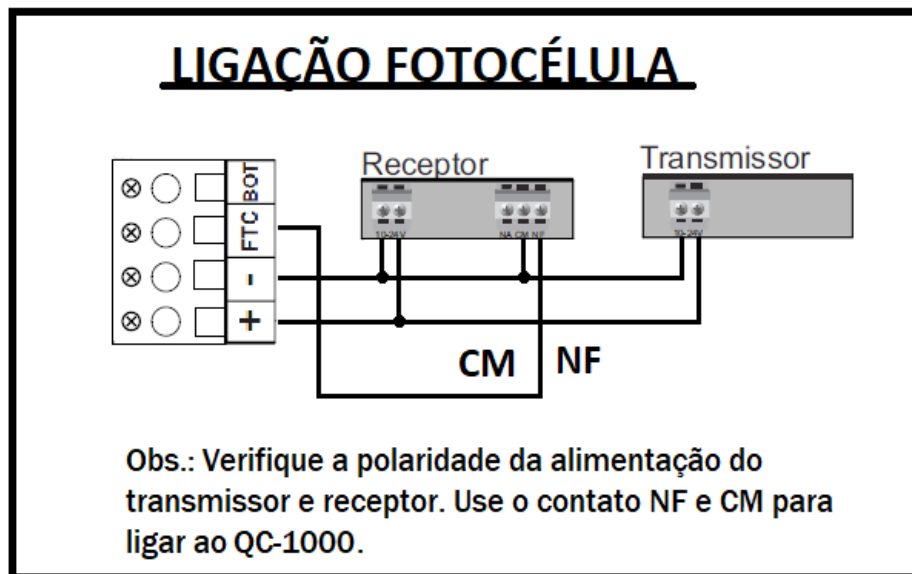 LIGAÇÃO FOTOCÉLULA
Receptor
Transmissor
BOT
FTC
-
+
10-24V
NA CM NF
10-24V
CM NF
Obs.: Verifique a polaridade da alimentação do
transmissor e receptor. Use o contato NF e CM para
ligar ao QC-1000.